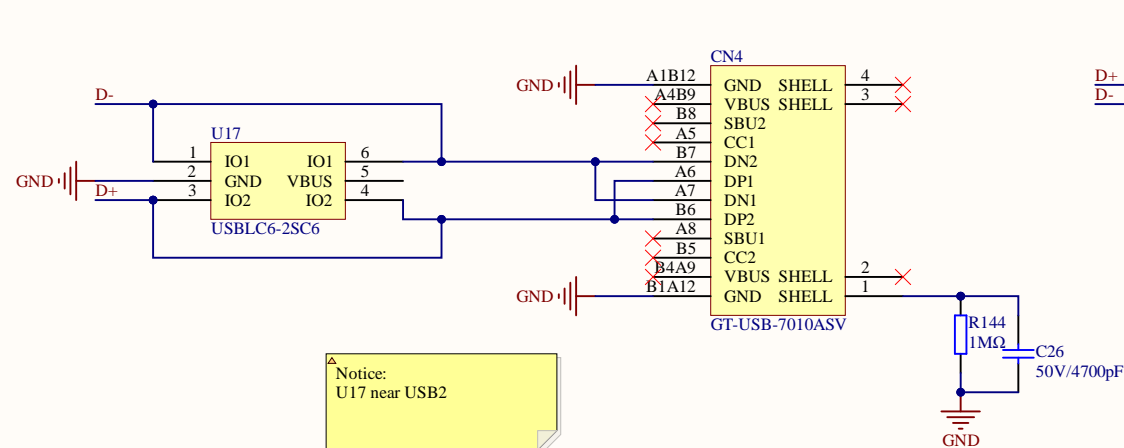 CN4
D+
D-
D-
GND
A1B12 GND SHELL 4
A4B9 VBUS SHELL 3
B8 SBU2
A5 CC1
B7 DN2
A6 DP1
A7 DN1
B6 DP2
A8 SBU1
B5 CC2
B4A9 VBUS SHELL 2
GND
B1A12 GND SHELL 1
GT-USB-7010ASV
U17
1 IO1 IO1 6
GND
2 GND VBUS 5
D+
3 IO2 IO2 4
USBLC6-2SC6
R144
1MΩ
C26
50V/4700pF
GND
Notice:
U17 near USB2